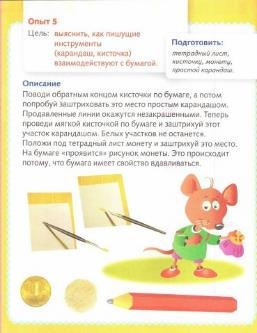 Опыт 5
Цель: выяснить, как пишущие
инструменты
(карандаш, кисточка)
взаимодействуют с бумагой.
Подготовить:
тетрадный лист,
кисточку, монету,
простой карандаш.
Описание
Поводи обратным концом кисточки по бумаге, а потом
попробуй заштриховать это место простым карандашом.
Продавленные линии окажутся незакрашенными. Теперь
проведи мягкой кисточкой по бумаге и заштрихуй этот
участок карандашом. Белых участков не останется.
Положи под тетрадный лист монету и заштрихуй это место.
На бумаге «проявится» рисунок монеты. Это происходит
потому, что бумага имеет свойство вдавливаться.
1